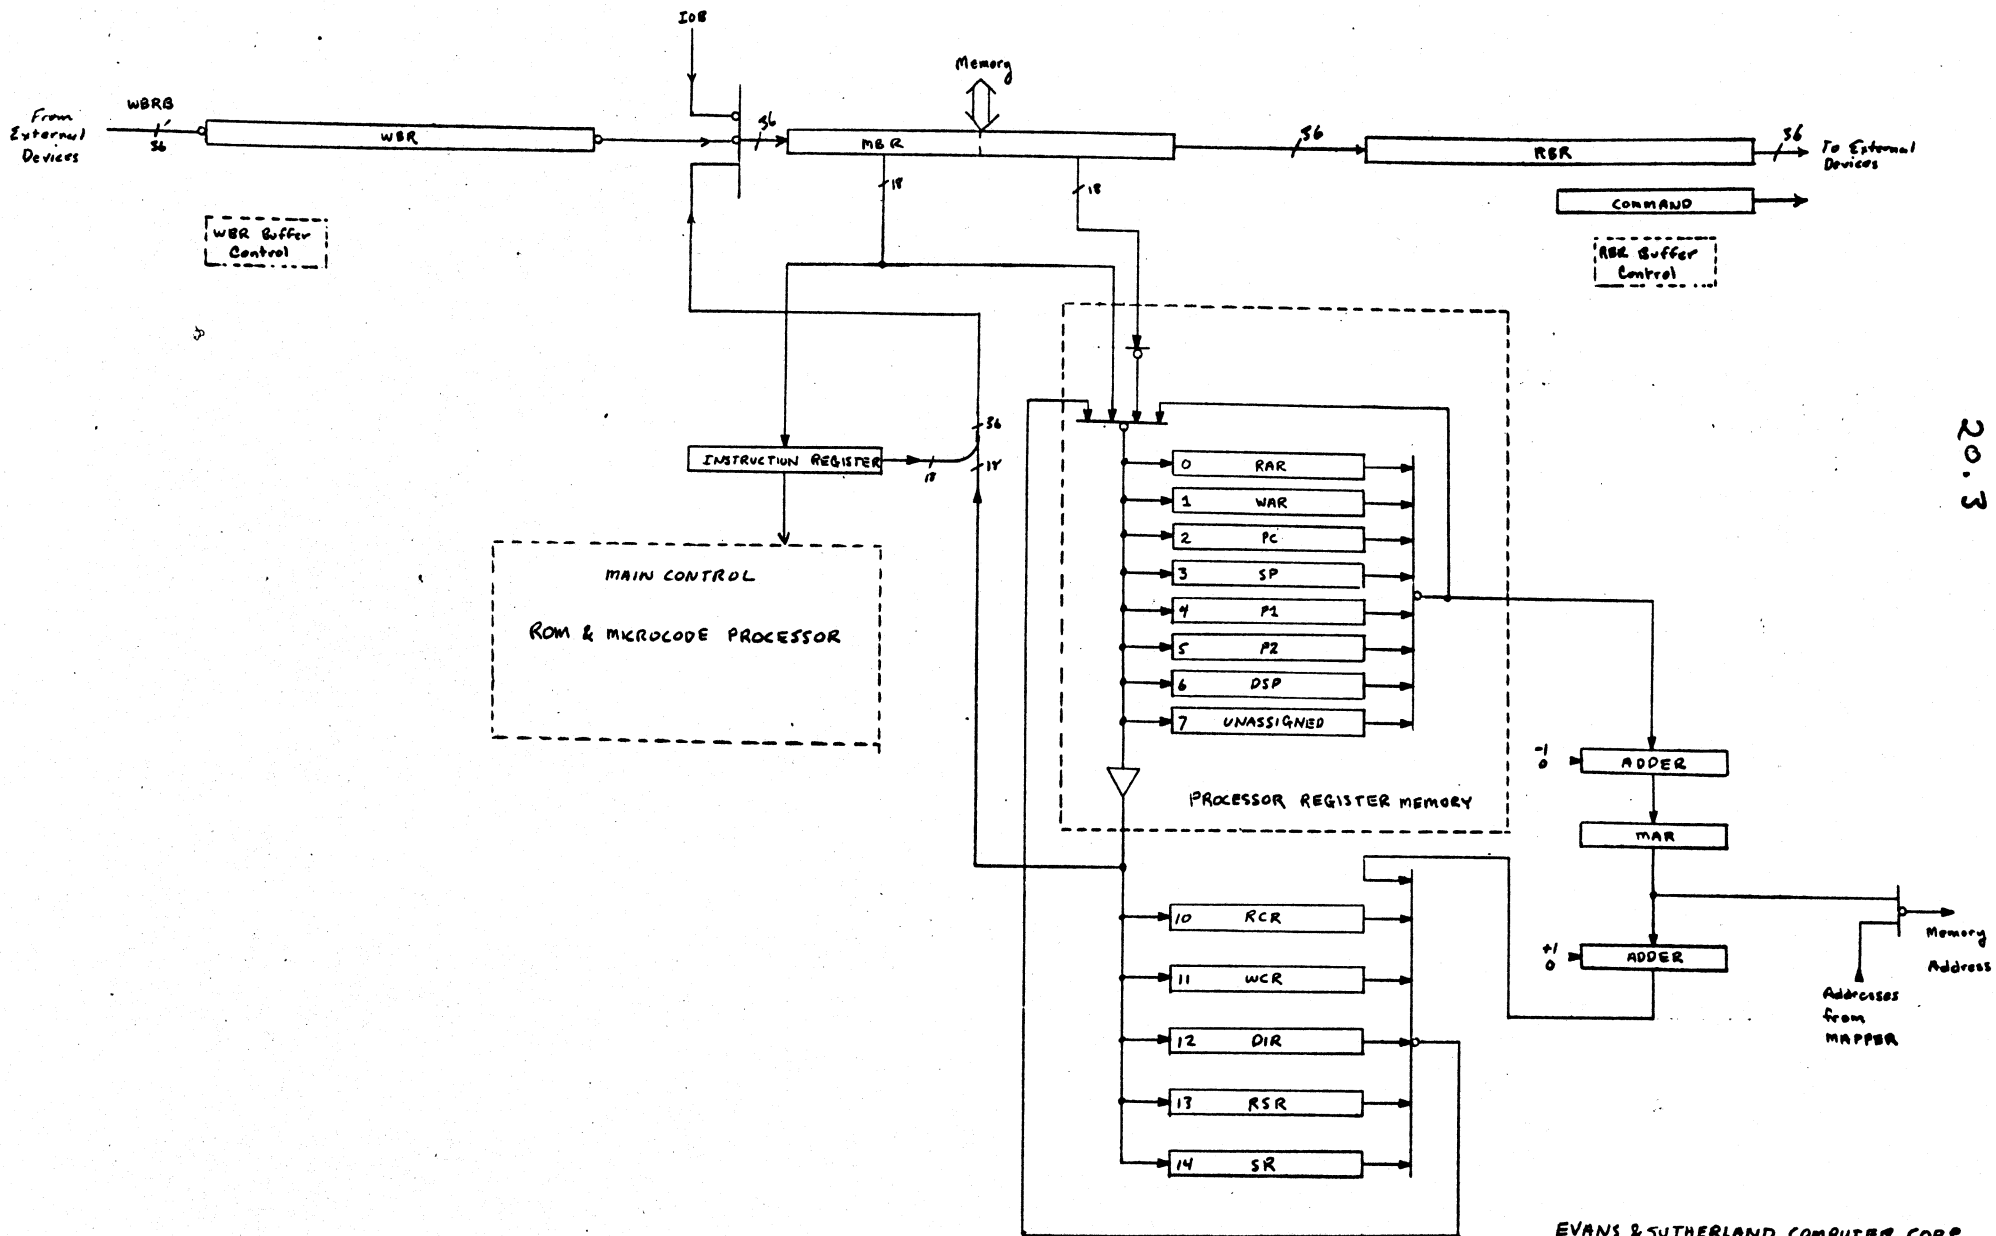 IOB
Memory
WBRB
From
External
Devices
36
WBR
36
MBR
36
RBR
36
To External
Devices
18
18
COMMAND
WBR Buffer
Control
RBR Buffer
Control
20.3
36
INSTRUCTION REGISTER
18
18
MAIN CONTROL
ROM & MICROCODE PROCESSOR
0 RAR
1 WAR
2 PC
3 SP
4 P1
5 P2
6 DSP
7 UNASSIGNED
PROCESSOR REGISTER MEMORY
-1
0
ADDER
MAR
+1
0
ADDER
Memory
Address
Addresses
from
MAPPER
10 RCR
11 WCR
12 DIR
13 RSR
14 SR
EVANS & SUTHERLAND COMPUTER CORP